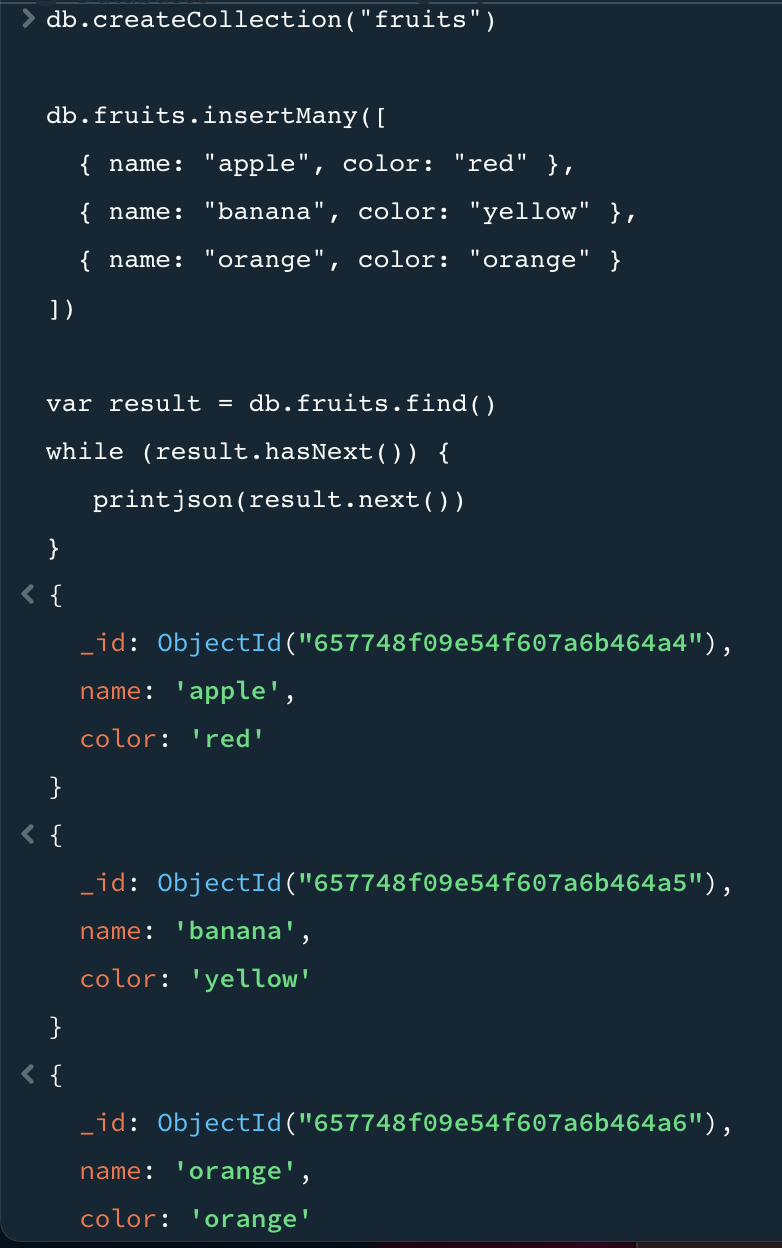 db.createCollection("fruits")
db.fruits.insertMany([
{ name: "apple", color: "red" },
{ name: "banana", color: "yellow" },
{ name: "orange", color: "orange" }
])
var result = db.fruits.find()
while (result.hasNext()) {
printjson(result.next())
}
{
_id: ObjectId("657748f09e54f607a6b464a4"),
name: 'apple',
color: 'red'
}
{
_id: ObjectId("657748f09e54f607a6b464a5"),
name: 'banana',
color: 'yellow'
}
{
_id: ObjectId("657748f09e54f607a6b464a6"),
name: 'orange',
color: 'orange'